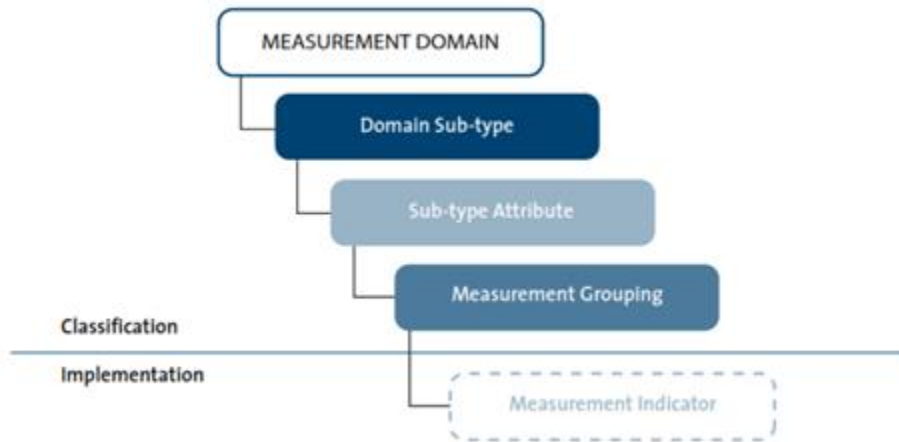 MEASUREMENT DOMAIN
Domain Sub-type
Sub-type Attribute
Measurement Grouping
Classification
Implementation
Measurement Indicator